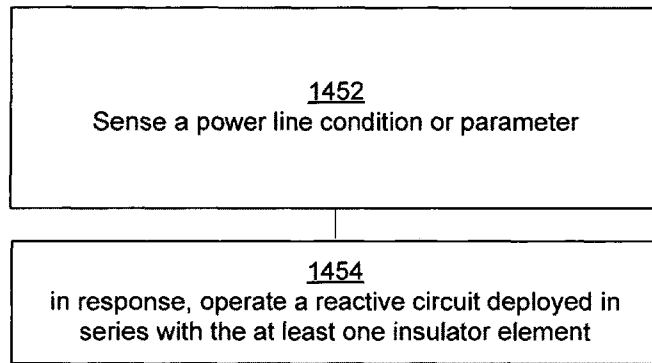 1452
Sense a power line condition or parameter
1454
in response, operate a reactive circuit deployed in
series with the at least one insulator element